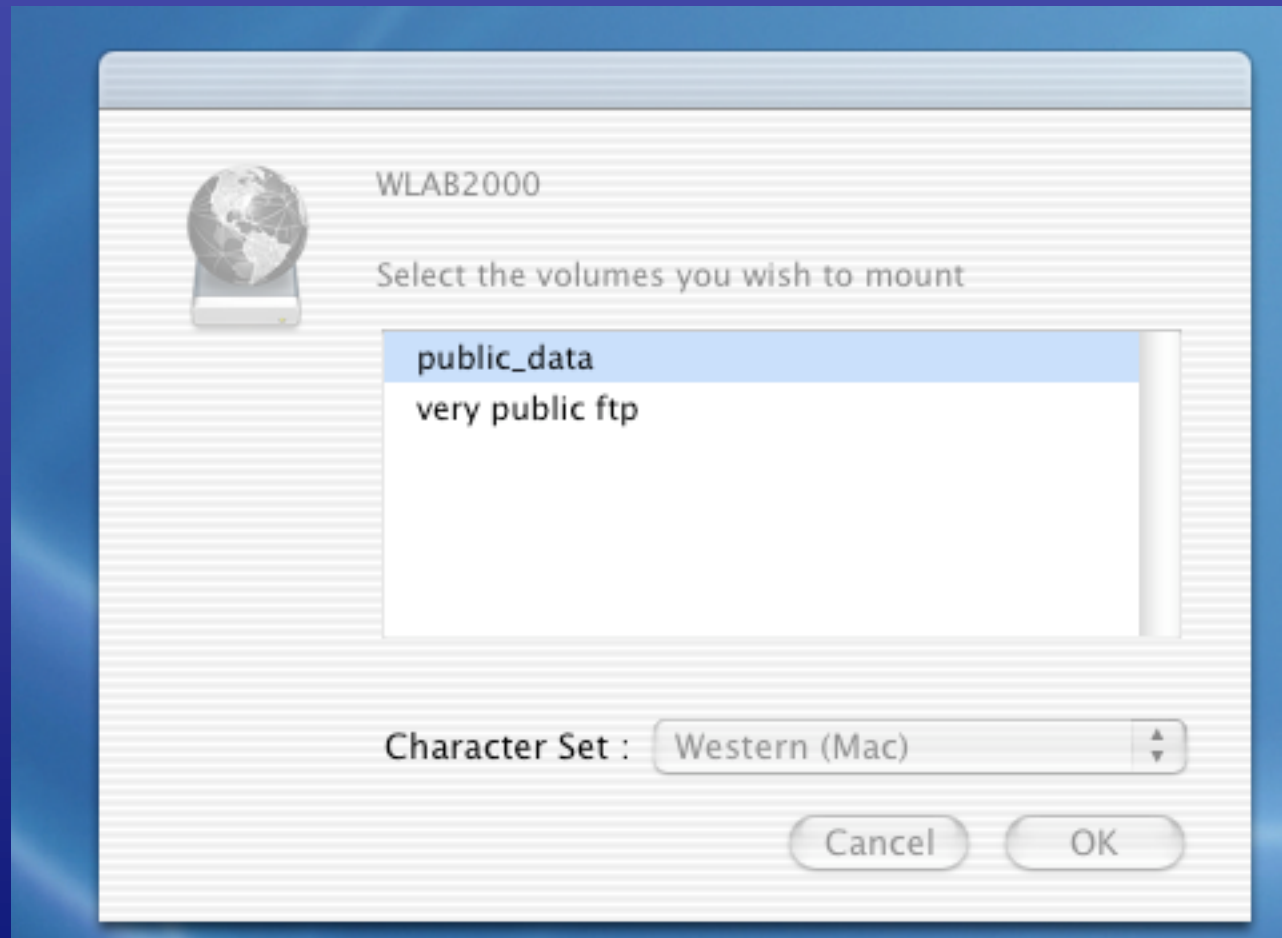 WLAB2000
Select the volumes you wish to mount
public_data
very public ftp
Character Set : Western (Mac)
Cancel OK